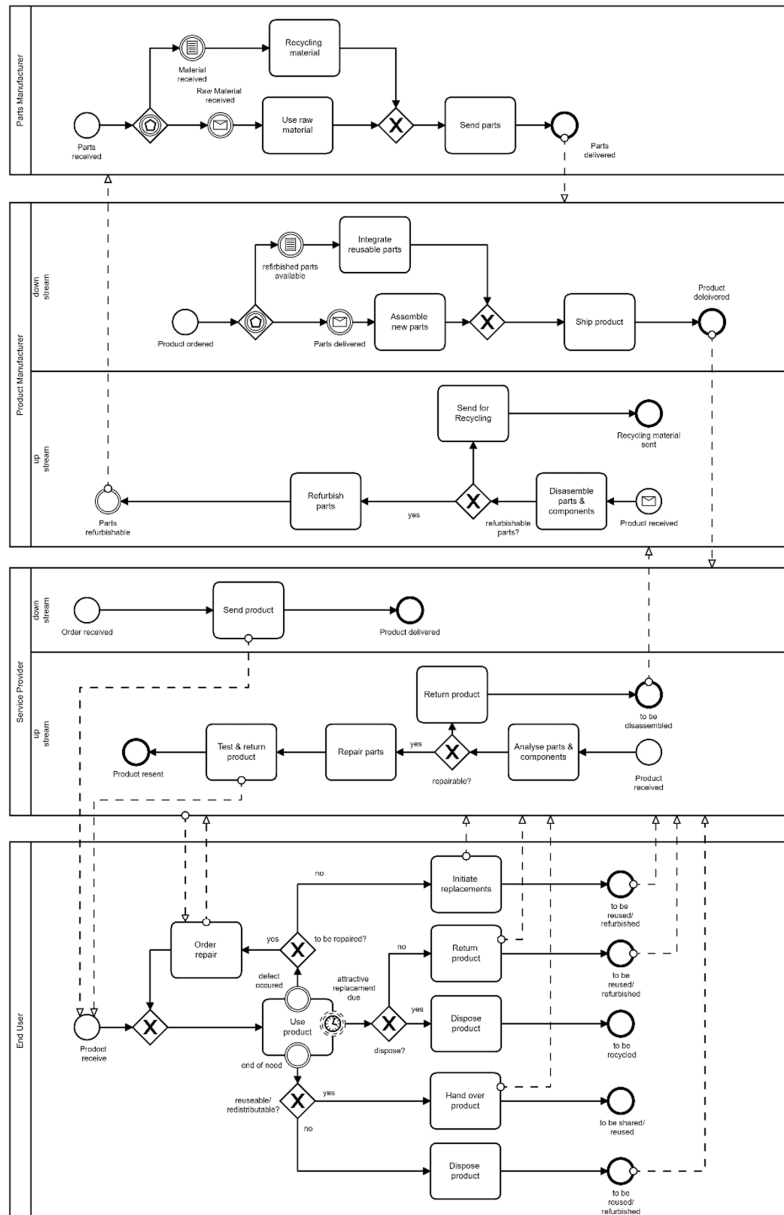 Parts Manufacturer
Material
received
Recycling
material
Raw Material
received
Parts
received
Use raw
material
Send parts
Parts
delivered
Product Manufacturer
down
stream
Integrate
reusable parts
refirbished parts
available
Product ordered
Parts delivered
Assemble
new parts
Ship product
Product
deloivered
up
stream
Send for
Recycling
Recycling material
sent
Parts
refurbishable
Refurbish
parts
yes
refurbishable
parts?
Disasemble
parts &
components
Product received
Service Provider
down
stream
Order received
Send product
Product delivered
up
stream
Return product
to be
disassembled
Product resent
Test & return
product
Repair parts
yes
repairable?
Analyse parts &
components
Product
received
End User
no
Initiate
replacements
to be
reused/
refurbished
Order
repair
yes
to be repaired?
defect
occured
attractive
replacement
due
no
Return
product
to be
reused/
refurbished
Prodcot
receive
Use
product
dispose?
yes
Dispose
product
to be
recycled
end of need
reuseable/
redistributable?
yes
Hand over
product
to be shared/
reused
no
Dispose
product
to be
reused/
refurbished